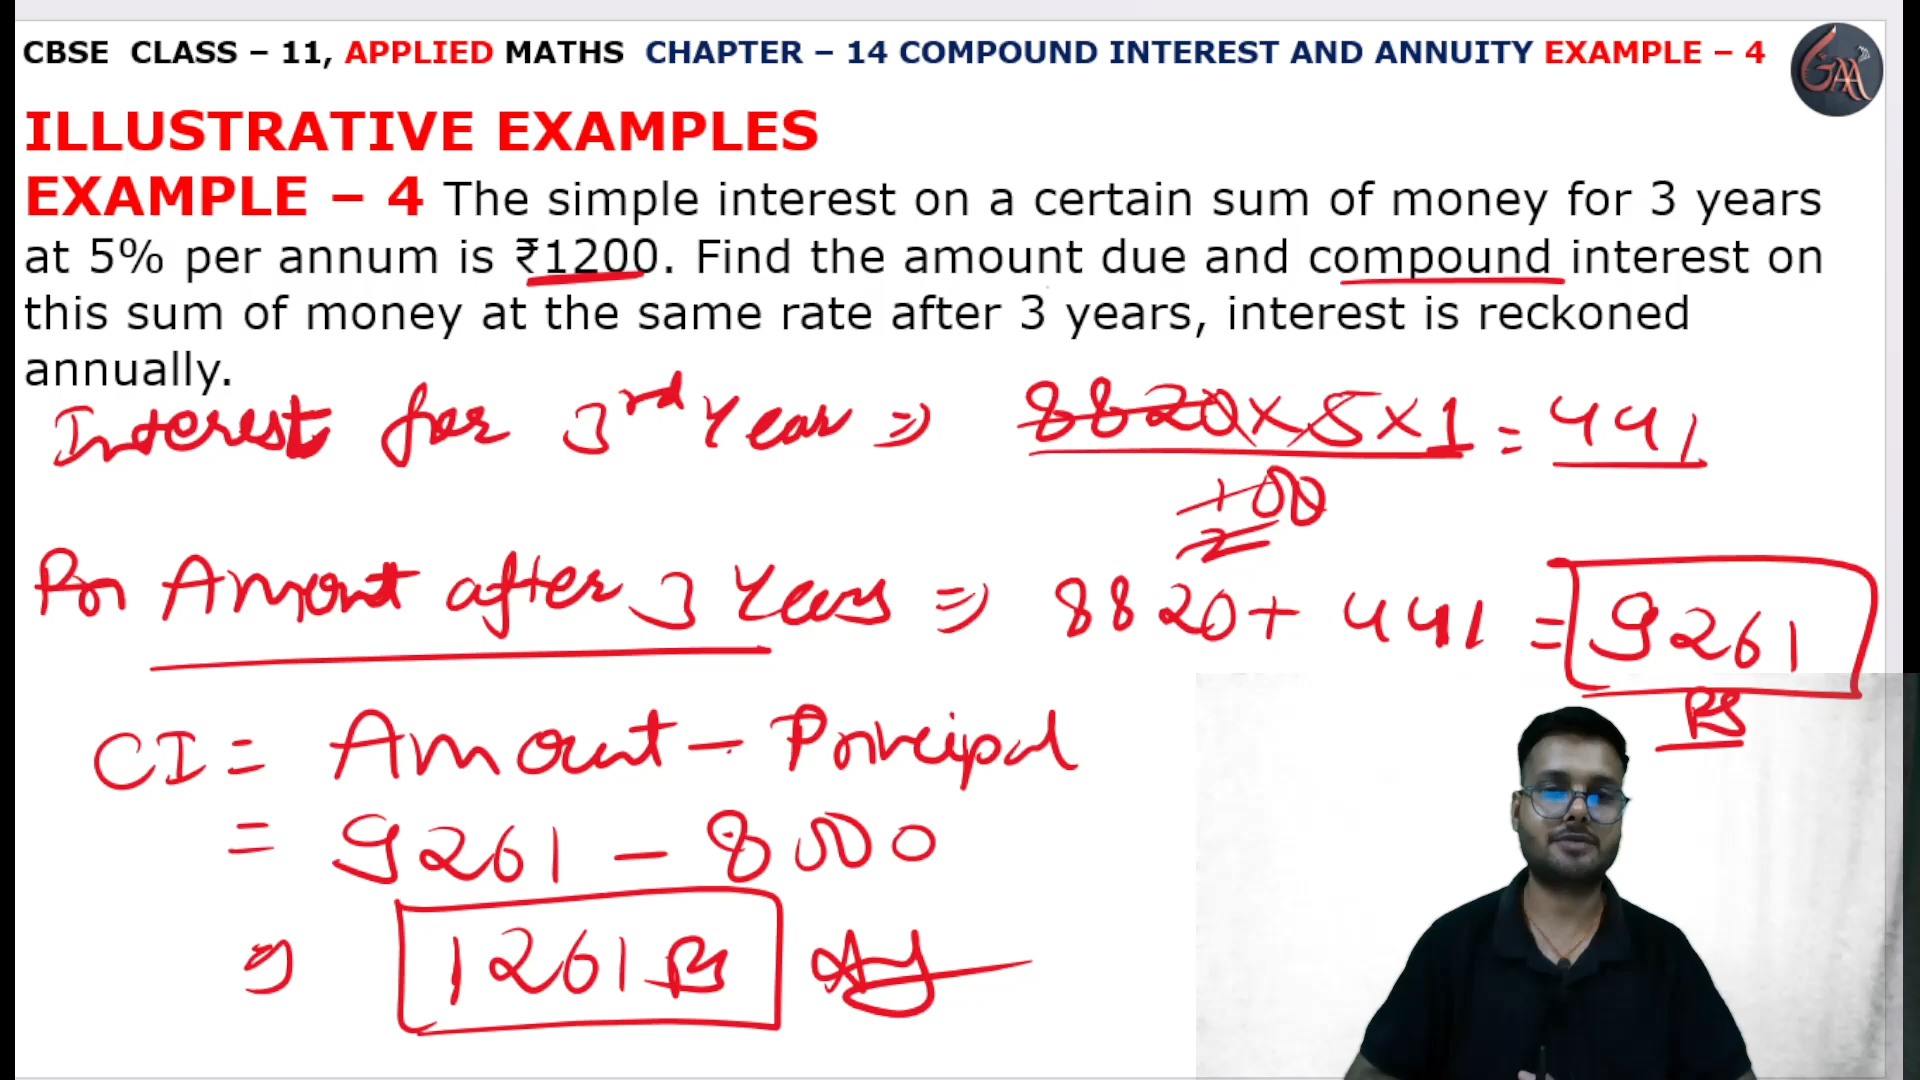 CBSE CLASS – 11, APPLIED MATHS CHAPTER – 14 COMPOUND INTEREST AND ANNUITY EXAMPLE – 4
GAA
ILLUSTRATIVE EXAMPLES
EXAMPLE – 4 The simple interest on a certain sum of money for 3 years
at 5% per annum is ₹1200. Find the amount due and compound interest on
this sum of money at the same rate after 3 years, interest is reckoned
annually.
Interest for 3rd Year ⇒ 8820×5×1 = 441
100
2
Amount after 3 Years ⇒ 8820 + 441 = 9261
Rs
CI = Amount – Principal
= 9261 – 8000
⇒ 1261 Rs